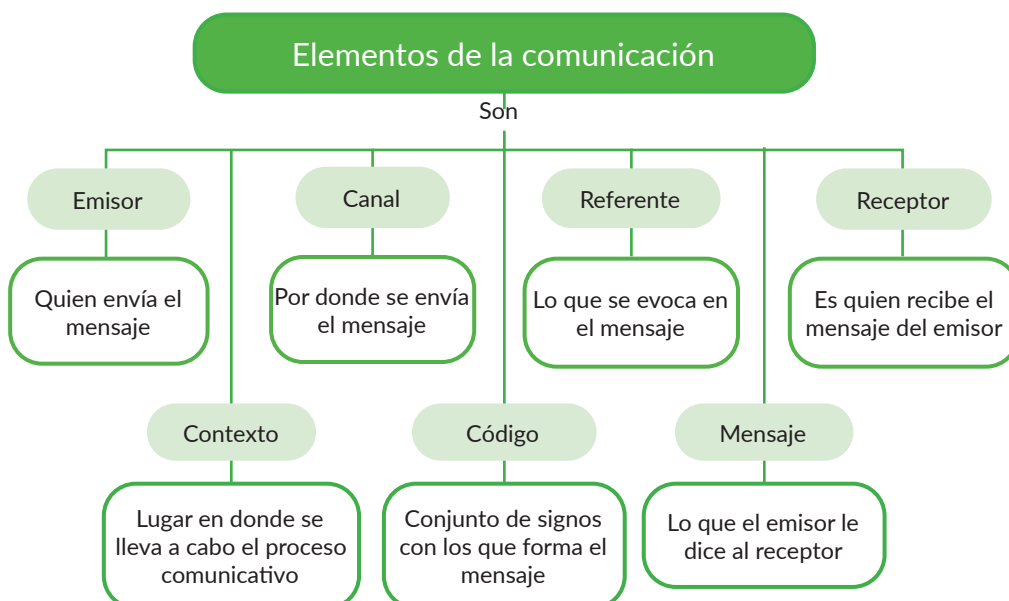 Elementos de la comunicación
Son
Emisor
Canal
Referente
Receptor
Quien envía el
mensaje
Por donde se envía
el mensaje
Lo que se evoca en
el mensaje
Es quien recibe el
mensaje del emisor
Contexto
Código
Mensaje
Lugar en donde se
lleva a cabo el proceso
comunicativo
Conjunto de signos
con los que forma el
mensaje
Lo que el emisor le
dice al receptor